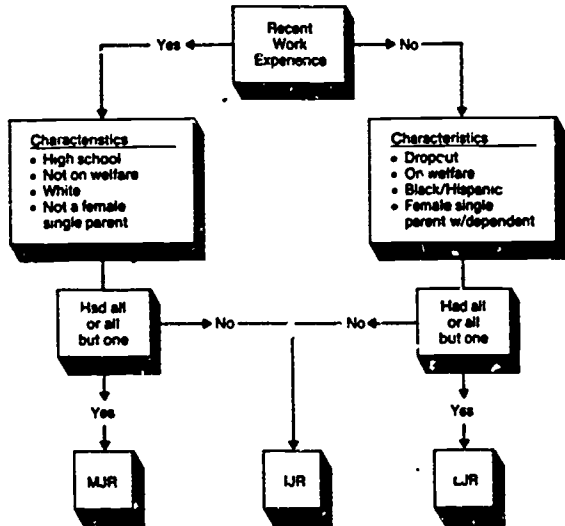 Recent
Work
Experience
Yes
No
Characteristics
• High school
• Not on welfare
• White
• Not a female
single parent
Characteristics
• Dropout
• On welfare
• Black/Hispanic
• Female single
parent w/dependent
Had all
or all
but one
No
No
Had all
or all
but one
Yes
Yes
MJR
IJR
LJR